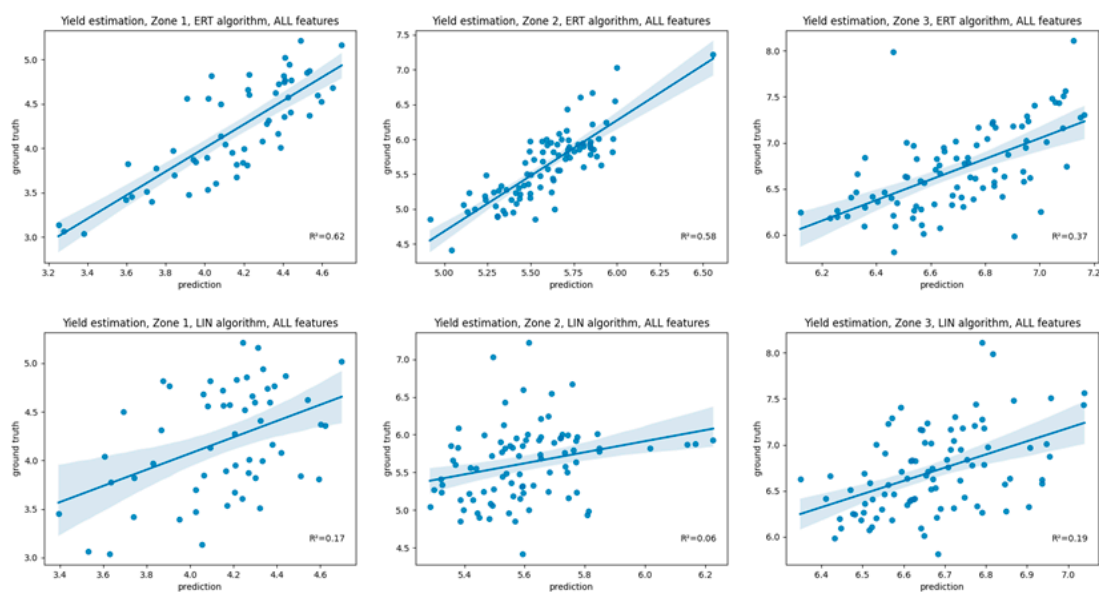 Yield estimation, Zone 1, ERT algorithm, ALL features
5.0
4.5
4.0
3.5
3.0
ground truth
R²=0.62
3.2 3.4 3.6 3.8 4.0 4.2 4.4 4.6
prediction
Yield estimation, Zone 2, ERT algorithm, ALL features
7.5
7.0
6.5
6.0
5.5
5.0
4.5
ground truth
R²=0.58
5.00 5.25 5.50 5.75 6.00 6.25 6.50
prediction
Yield estimation, Zone 3, ERT algorithm, ALL features
8.0
7.5
7.0
6.5
6.0
ground truth
R²=0.37
6.2 6.4 6.6 6.8 7.0 7.2
prediction
Yield estimation, Zone 1, LIN algorithm, ALL features
5.0
4.5
4.0
3.5
3.0
ground truth
R²=0.17
3.4 3.6 3.8 4.0 4.2 4.4 4.6
prediction
Yield estimation, Zone 2, LIN algorithm, ALL features
7.0
6.5
6.0
5.5
5.0
4.5
ground truth
R²=0.06
5.4 5.6 5.8 6.0 6.2
prediction
Yield estimation, Zone 3, LIN algorithm, ALL features
8.0
7.5
7.0
6.5
6.0
ground truth
R²=0.19
6.4 6.5 6.6 6.7 6.8 6.9 7.0
prediction